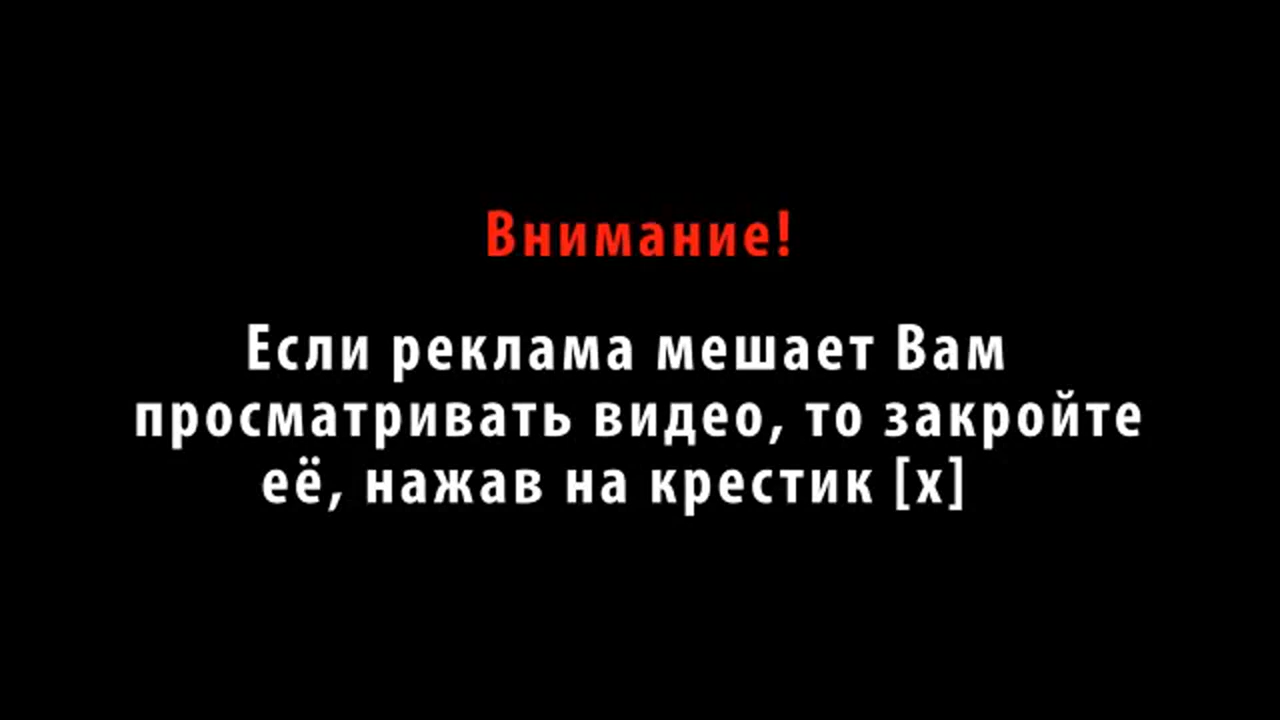 Внимание!
Если реклама мешает Вам
просматривать видео, то закройте
её, нажав на крестик [x]